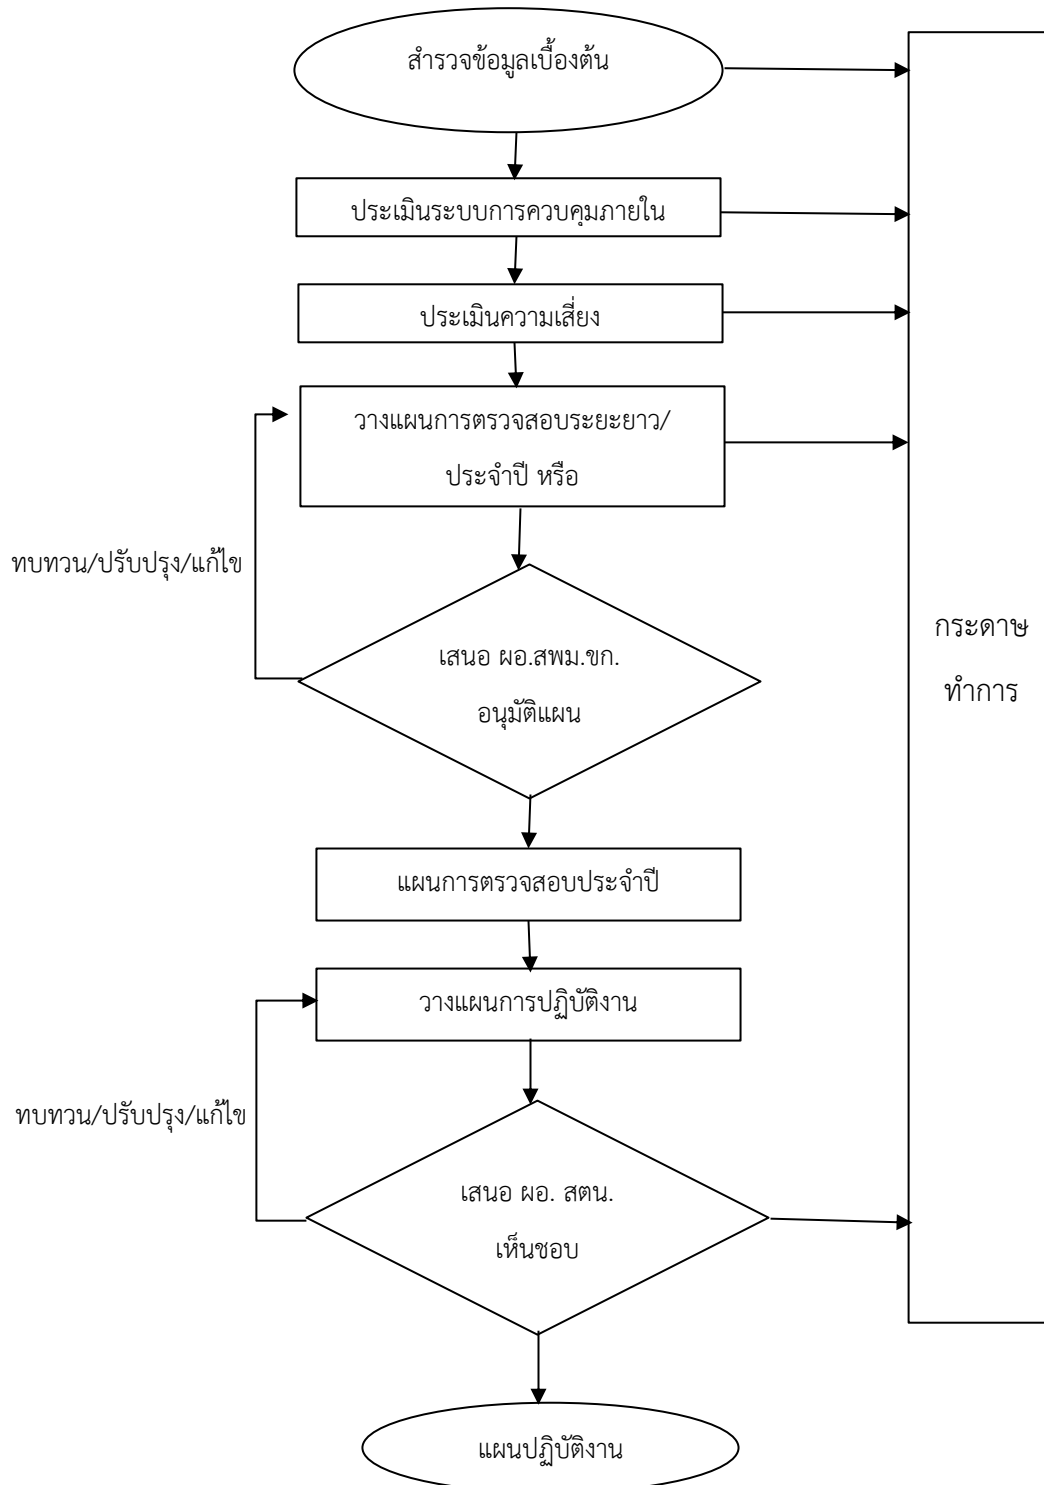 สำรวจข้อมูลเบื้องต้น
ประเมินระบบการควบคุมภายใน
ประเมินความเสี่ยง
วางแผนการตรวจสอบระยะยาว/
ประจำปี หรือ
ทบทวน/ปรับปรุง/แก้ไข
เสนอ ผอ.สพม.ขก.
อนุมัติแผน
กระดาษ
ทำการ
แผนการตรวจสอบประจำปี
วางแผนการปฏิบัติงาน
ทบทวน/ปรับปรุง/แก้ไข
เสนอ ผอ. สตน.
เห็นชอบ
แผนปฏิบัติงาน